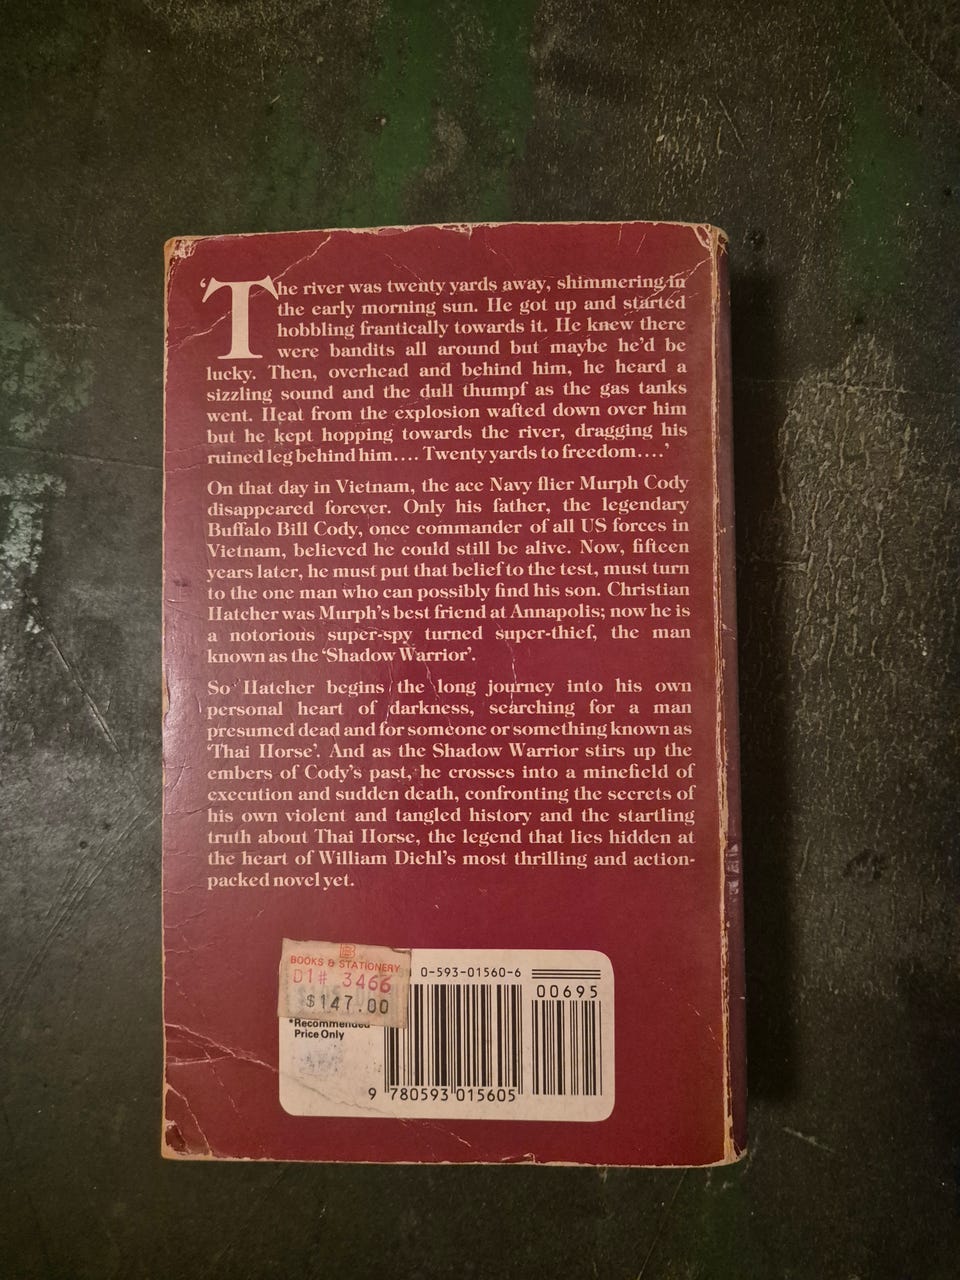 ‘The river was twenty yards away, shimmering in
the early morning sun. He got up and started
hobbling frantically towards it. He knew there
were bandits all around but maybe he’d be
lucky. Then, overhead and behind him, he heard a
sizzling sound and the dull thumpf as the gas tanks
went. Heat from the explosion wafted down over him
but he kept hopping towards the river, dragging his
ruined leg behind him.... Twenty yards to freedom....’
On that day in Vietnam, the ace Navy flier Murph Cody
disappeared forever. Only his father, the legendary
Buffalo Bill Cody, once commander of all US forces in
Vietnam, believed he could still be alive. Now, fifteen
years later, he must put that belief to the test, must turn
to the one man who can possibly find his son. Christian
Hatcher was Murph’s best friend at Annapolis; now he is
a notorious super-spy turned super-thief, the man
known as the ‘Shadow Warrior’.
So Hatcher begins the long journey into his own
personal heart of darkness, searching for a man
presumed dead and for someone or something known as
‘Thai Horse’. And as the Shadow Warrior stirs up the
embers of Cody’s past, he crosses into a minefield of
execution and sudden death, confronting the secrets of
his own violent and tangled history and the startling
truth about Thai Horse, the legend that lies hidden at
the heart of William Diehl’s most thrilling and action-
packed novel yet.
B
BOOKS & STATIONERY
D1# 3466
$147.00
*Recommended
Price Only
0-593-01560-6
00695
9 780593 015605